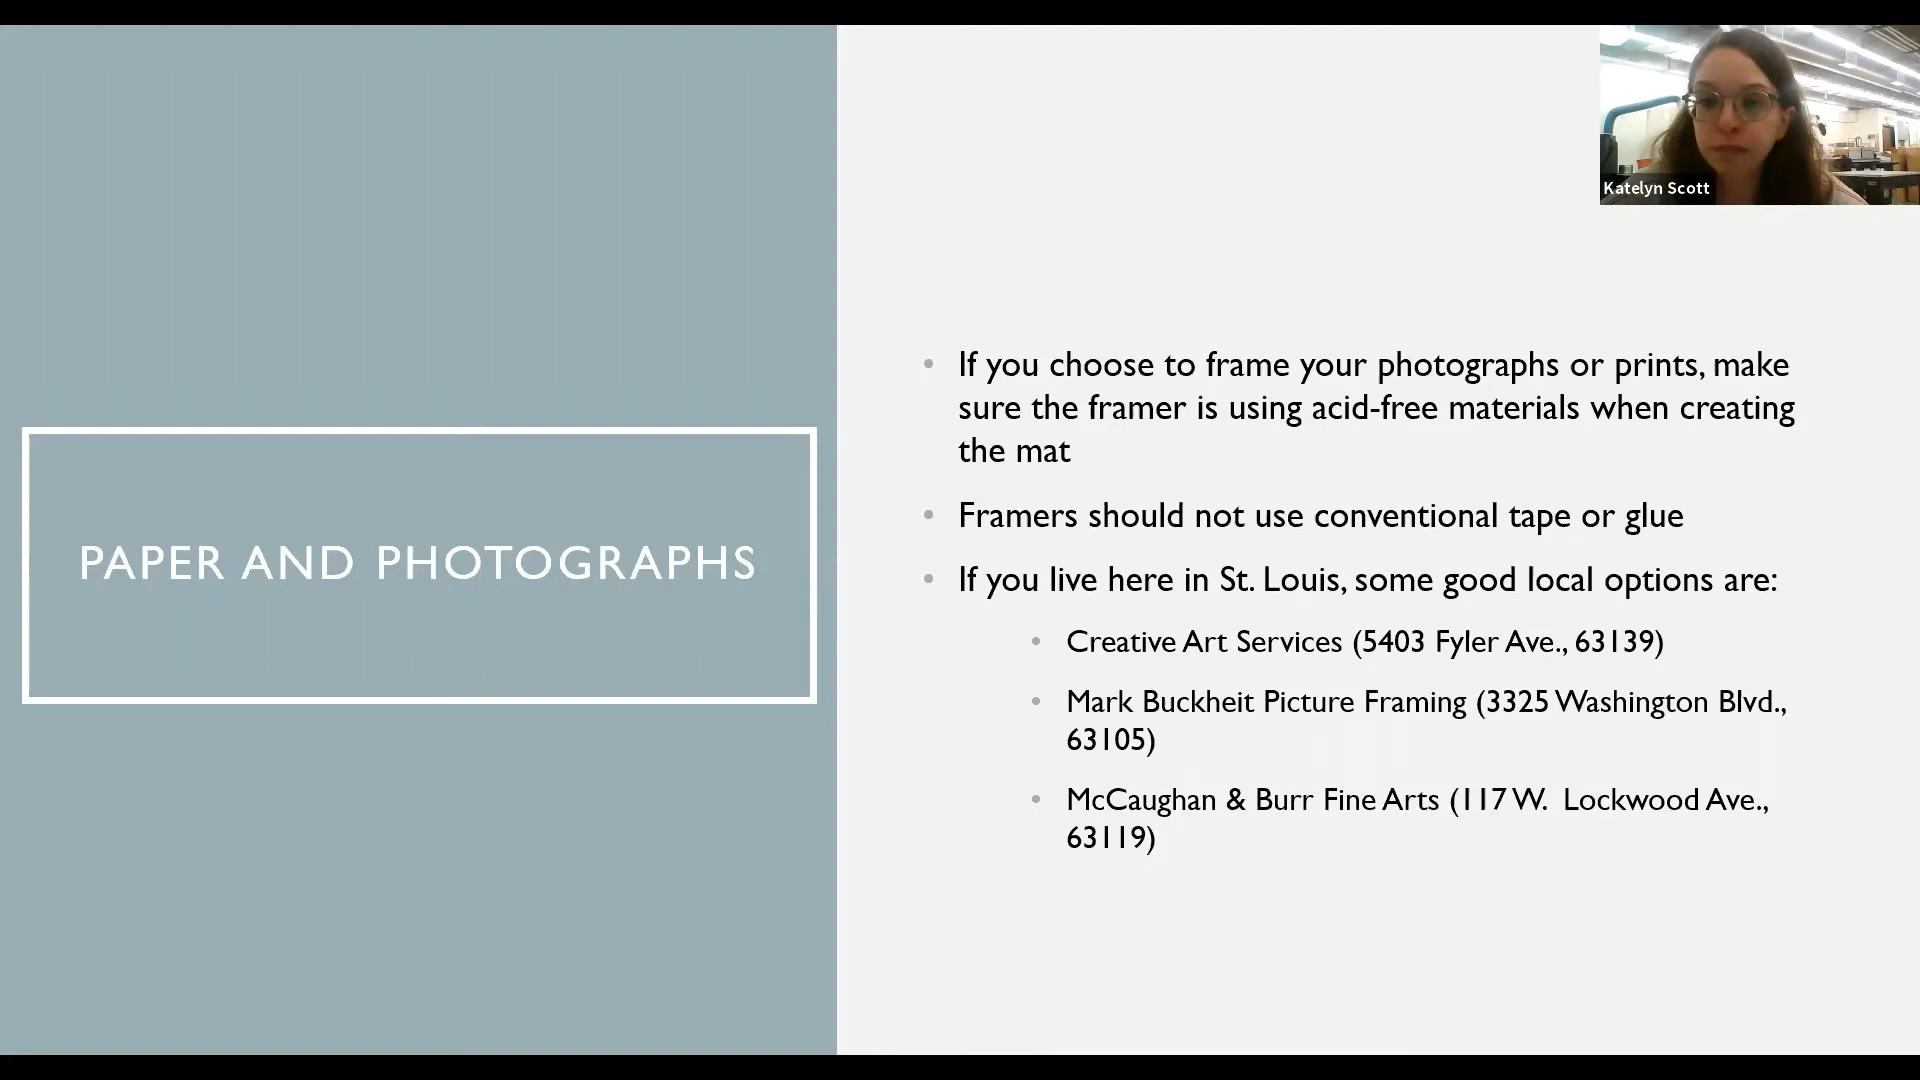 Katelyn Scott
PAPER AND PHOTOGRAPHS
• If you choose to frame your photographs or prints, make
sure the framer is using acid-free materials when creating
the mat
• Framers should not use conventional tape or glue
• If you live here in St. Louis, some good local options are:
• Creative Art Services (5403 Fyler Ave., 63139)
• Mark Buckheit Picture Framing (3325 Washington Blvd.,
63105)
• McCaughan & Burr Fine Arts (117 W. Lockwood Ave.,
63119)